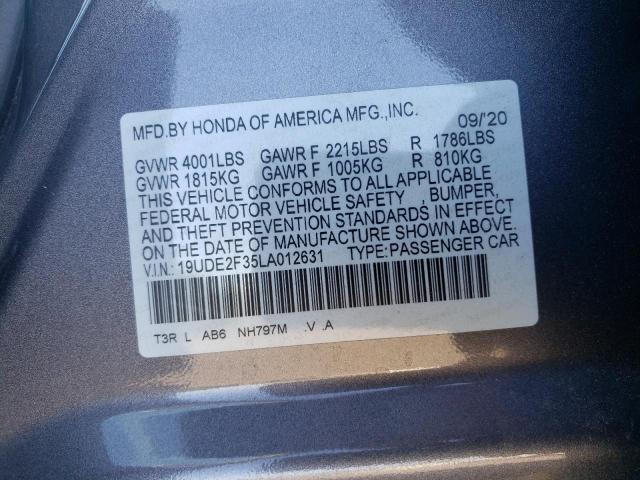 MFD.BY HONDA OF AMERICA MFG.,INC. 09/'20
GVWR 4001LBS GAWR F 2215LBS R 1786LBS
GVWR 1815KG GAWR F 1005KG R 810KG
THIS VEHICLE CONFORMS TO ALL APPLICABLE
FEDERAL MOTOR VEHICLE SAFETY , BUMPER,
AND THEFT PREVENTION STANDARDS IN EFFECT
ON THE DATE OF MANUFACTURE SHOWN ABOVE.
V.I.N.: 19UDE2F35LA012631 TYPE:PASSENGER CAR
T3R L AB6 NH797M .V .A